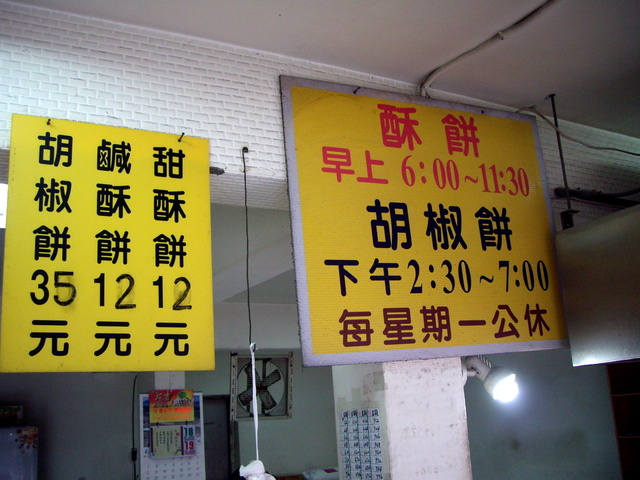 胡椒餅35元
鹹酥餅12元
甜酥餅12元
酥餅
早上 6:00~11:30
胡椒餅
下午2:30~7:00
每星期一公休